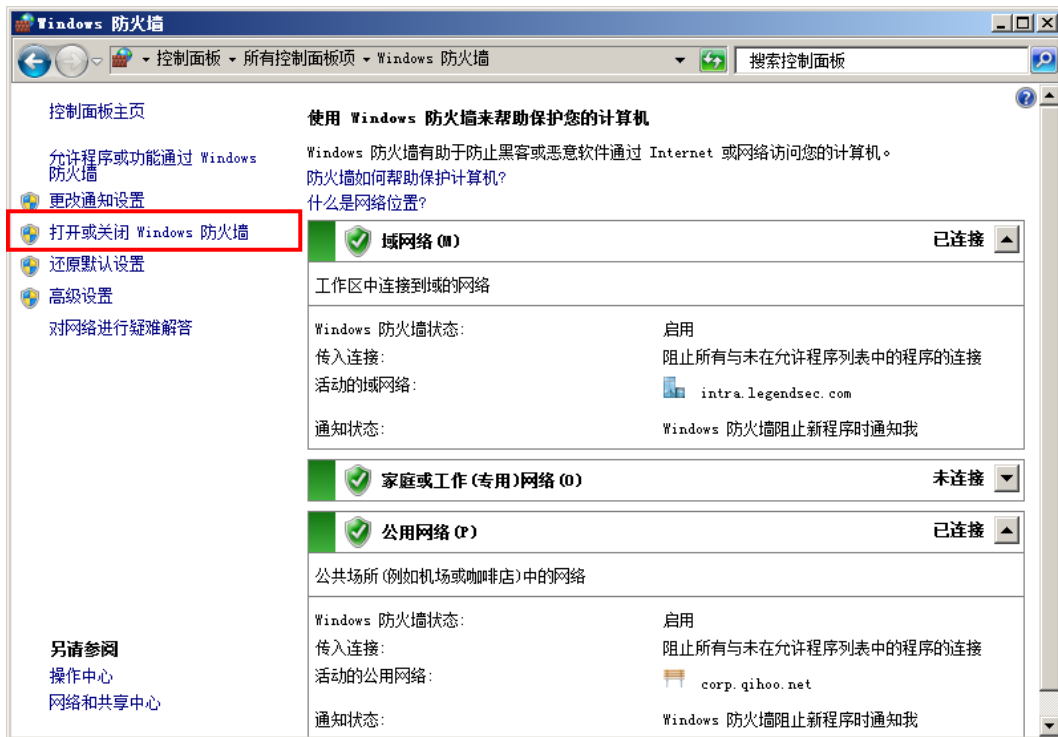 Windows 防火墙
控制面板 所有控制面板项 Windows 防火墙
搜索控制面板
控制面板主页
允许程序或功能通过 Windows
防火墙
更改通知设置
打开或关闭 Windows 防火墙
还原默认设置
高级设置
对网络进行疑难解答
另请参阅
操作中心
网络和共享中心
使用 Windows 防火墙来帮助保护您的计算机
Windows 防火墙有助于防止黑客或恶意软件通过 Internet 或网络访问您的计算机。
防火墙如何帮助保护计算机?
什么是网络位置?
域网络(M) 已连接
工作区中连接到域的网络
Windows 防火墙状态: 启用
传入连接: 阻止所有与未在允许程序列表中的程序的连接
活动的域网络: intra.legendsec.com
通知状态: Windows 防火墙阻止新程序时通知我
家庭或工作(专用)网络(O) 未连接
公用网络(P) 已连接
公共场所(例如机场或咖啡店)中的网络
Windows 防火墙状态: 启用
传入连接: 阻止所有与未在允许程序列表中的程序的连接
活动的公用网络: corp.qihoo.net
通知状态: Windows 防火墙阻止新程序时通知我